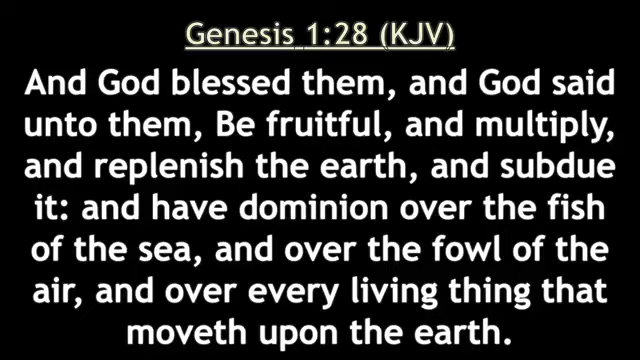 Genesis 1:28 (KJV)
And God blessed them, and God said
unto them, Be fruitful, and multiply,
and replenish the earth, and subdue
it: and have dominion over the fish
of the sea, and over the fowl of the
air, and over every living thing that
moveth upon the earth.